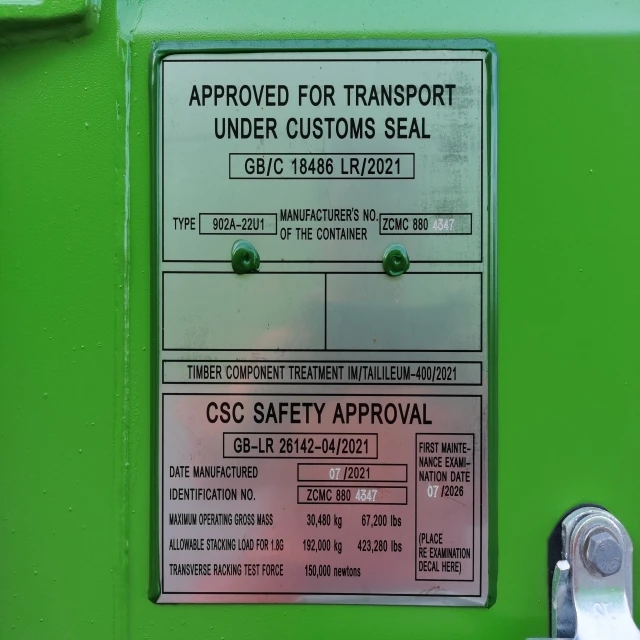 APPROVED FOR TRANSPORT
UNDER CUSTOMS SEAL
GB/C 18486 LR/2021
TYPE 902A-22U1 MANUFACTURER'S NO. OF THE CONTAINER ZCMC 880 4347
TIMBER COMPONENT TREATMENT IM/TAILILEUM-400/2021
CSC SAFETY APPROVAL
GB-LR 26142-04/2021
DATE MANUFACTURED 07/2021
IDENTIFICATION NO. ZCMC 880 4347
MAXIMUM OPERATING GROSS MASS 30,480 kg 67,200 lbs
ALLOWABLE STACKING LOAD FOR 1.8G 192,000 kg 423,280 lbs
TRANSVERSE RACKING TEST FORCE 150,000 newtons
FIRST MAINTE-
NANCE EXAMI-
NATION DATE
07/2026
(PLACE
RE EXAMINATION
DECAL HERE)